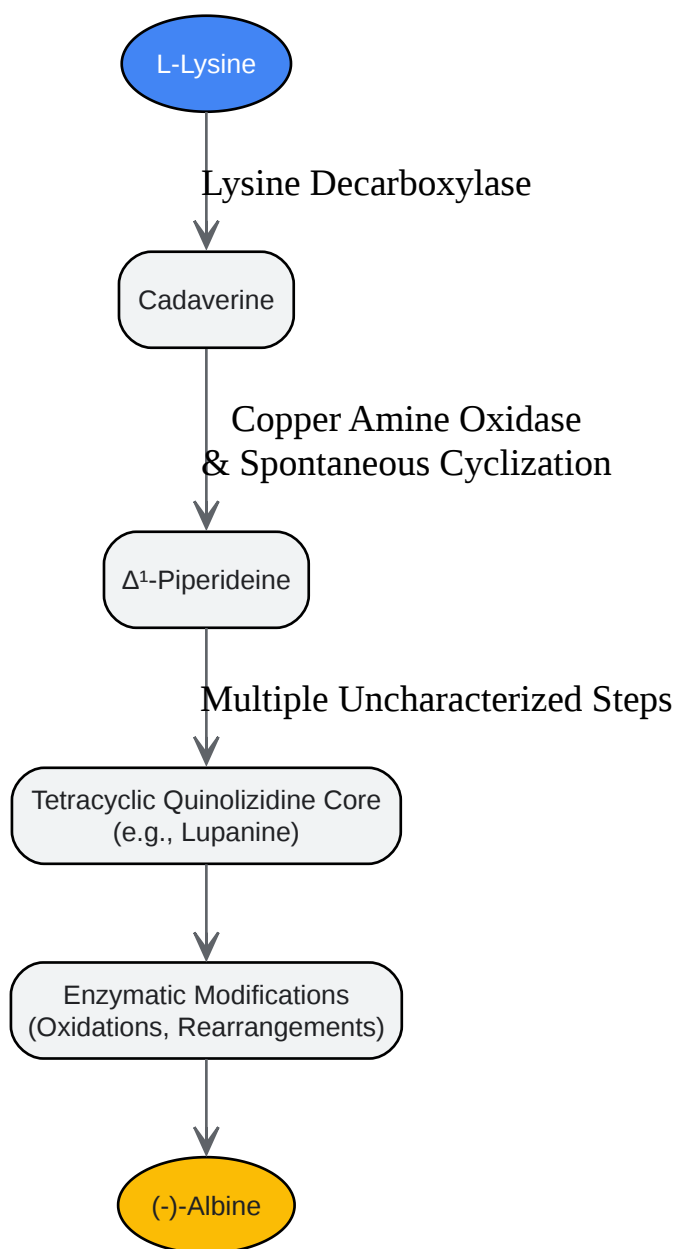 L-Lysine
Lysine Decarboxylase
Cadaverine
Copper Amine Oxidase
& Spontaneous Cyclization
Δ¹-Piperideine
Multiple Uncharacterized Steps
Tetracyclic Quinolizidine Core
(e.g., Lupanine)
Enzymatic Modifications
(Oxidations, Rearrangements)
(-)-Albine